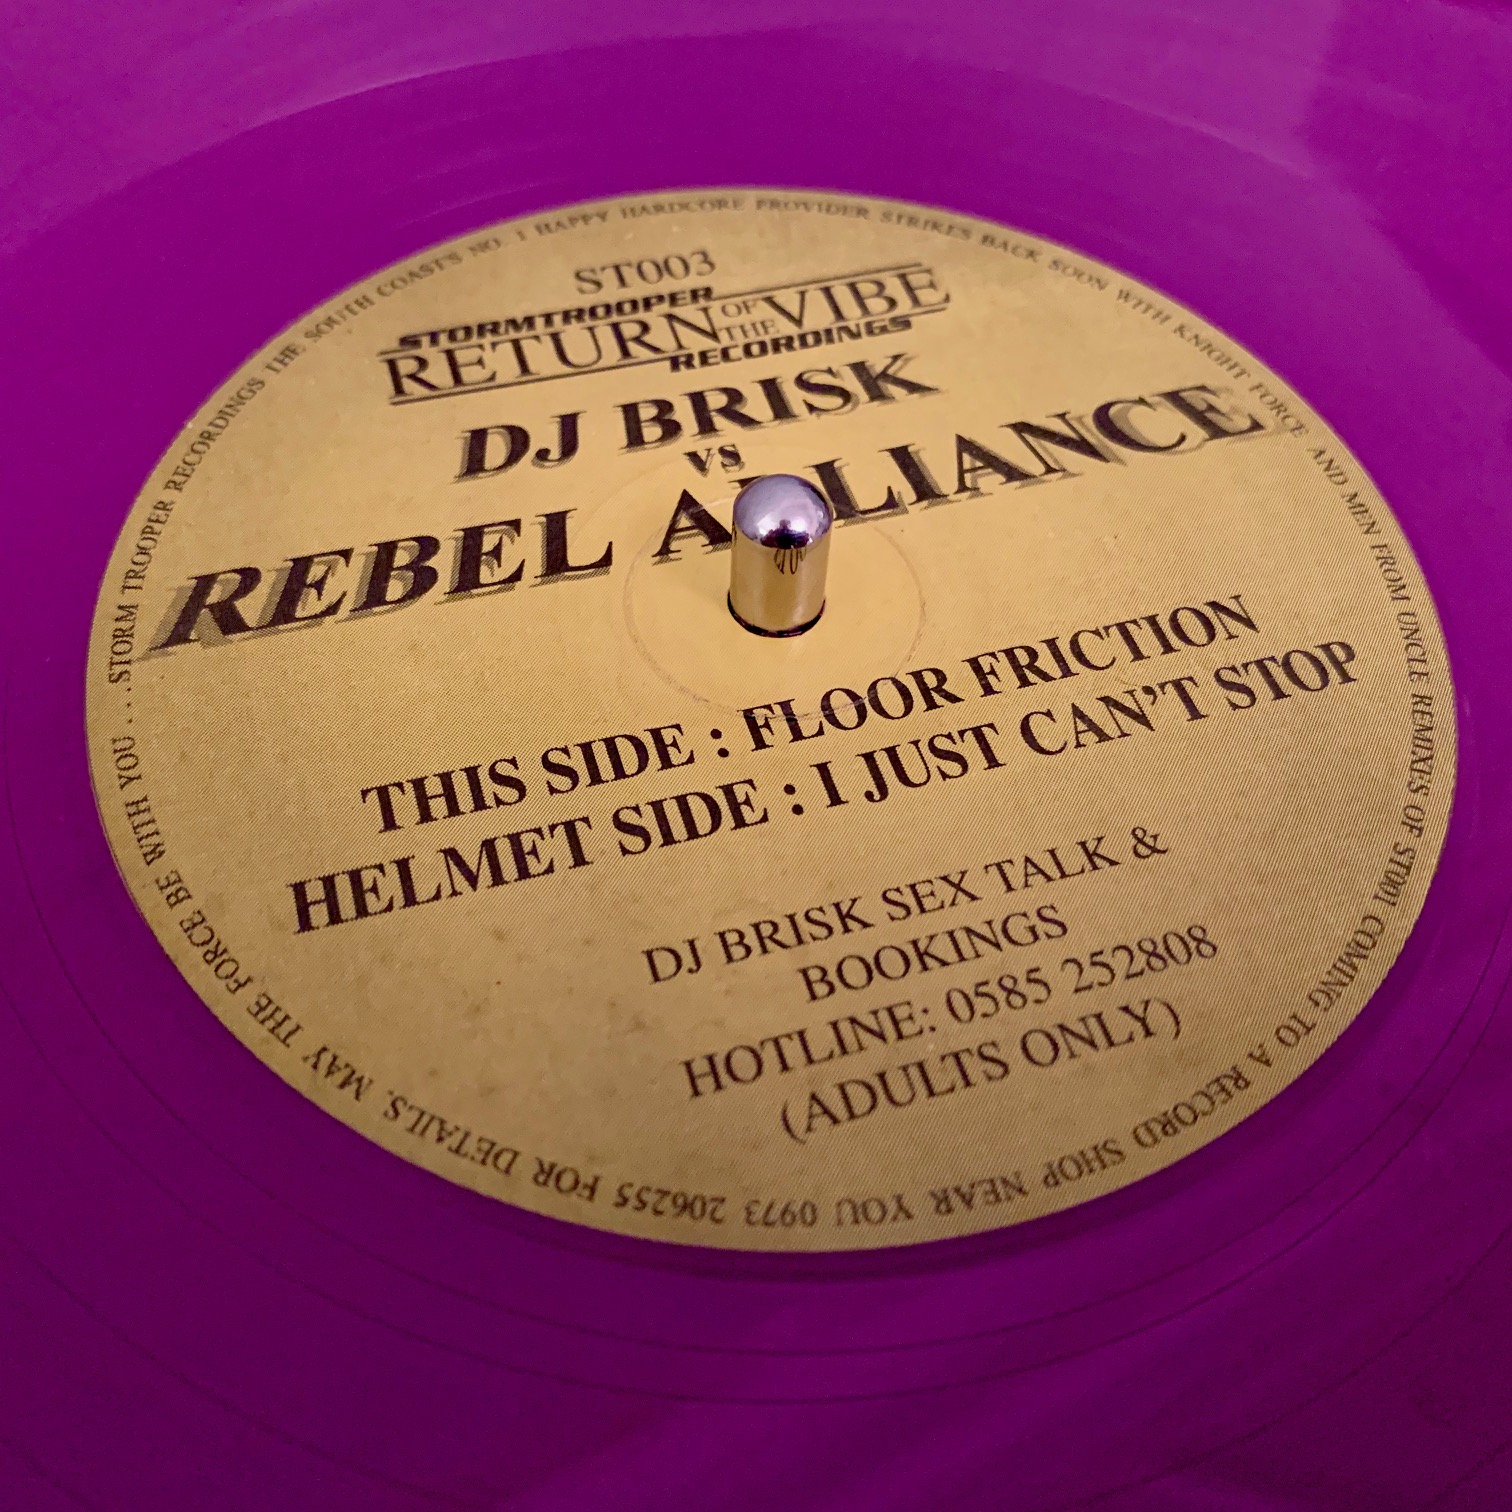 ST003
STORMTROOPER
RETURN OF THE VIBE
RECORDINGS
DJ BRISK
VS
REBEL ALLIANCE
THIS SIDE : FLOOR FRICTION
HELMET SIDE : I JUST CAN'T STOP
DJ BRISK SEX TALK &
BOOKINGS
HOTLINE: 0585 252808
(ADULTS ONLY)
STORM TROOPER RECORDINGS THE SOUTH COAST'S NO. 1 HAPPY HARDCORE PROVIDER STRIKES BACK SOON WITH KNIGHT FORCE AND MEN FROM UNCLE REMIXIS OF ST001 COMING TO A RECORD SHOP NEAR YOU 0973 206255 FOR DETAILS. MAY THE FORCE BE WITH YOU . . .